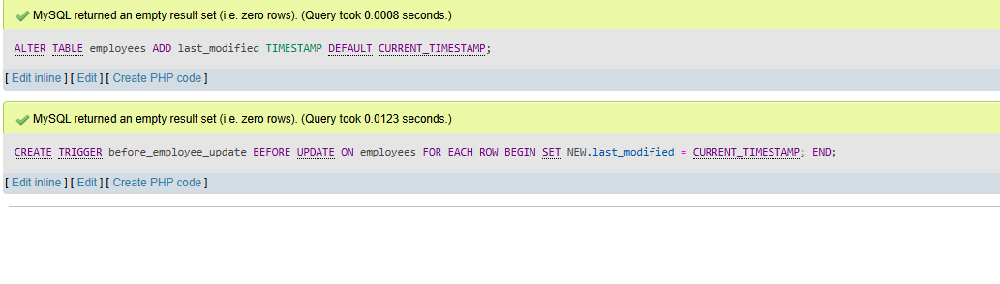 MySQL returned an empty result set (i.e. zero rows). (Query took 0.0008 seconds.)
ALTER TABLE employees ADD last_modified TIMESTAMP DEFAULT CURRENT_TIMESTAMP;
[ Edit inline ] [ Edit ] [ Create PHP code ]
MySQL returned an empty result set (i.e. zero rows). (Query took 0.0123 seconds.)
CREATE TRIGGER before_employee_update BEFORE UPDATE ON employees FOR EACH ROW BEGIN SET NEW.last_modified = CURRENT_TIMESTAMP; END;
[ Edit inline ] [ Edit ] [ Create PHP code ]